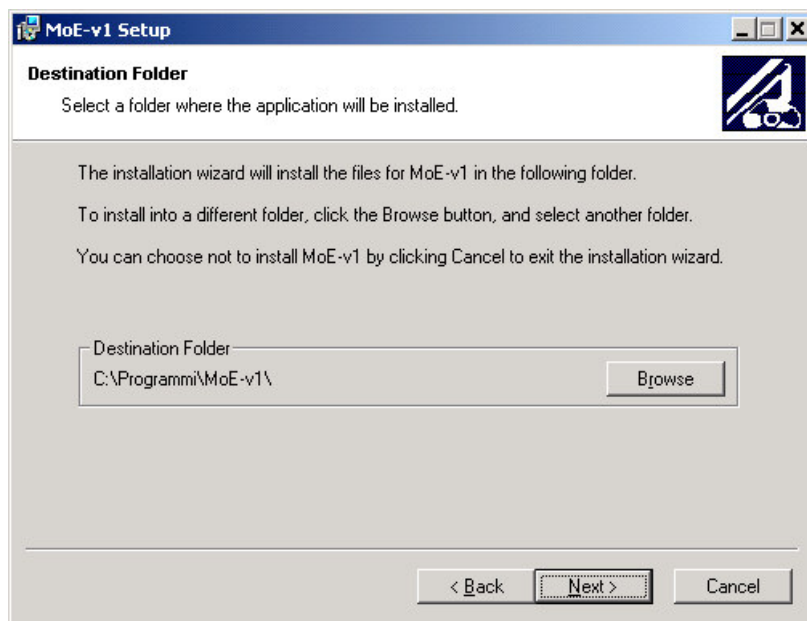 MoE-v1 Setup
Destination Folder
Select a folder where the application will be installed.
The installation wizard will install the files for MoE-v1 in the following folder.
To install into a different folder, click the Browse button, and select another folder.
You can choose not to install MoE-v1 by clicking Cancel to exit the installation wizard.
Destination Folder
C:\Programmi\MoE-v1\
Browse
< Back
Next >
Cancel